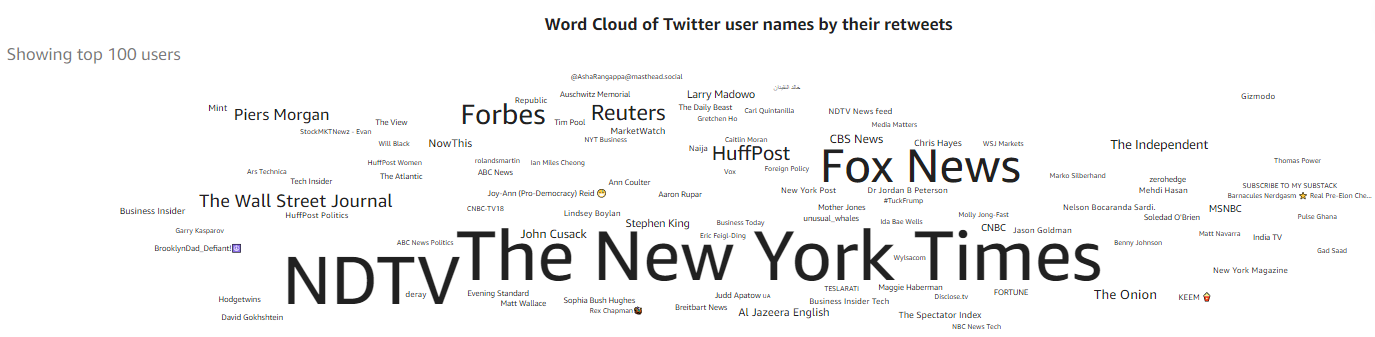 Word Cloud of Twitter user names by their retweets
Showing top 100 users
@AshaRangappa@masthead.social
Auschwitz Memorial
Larry Madowo
Republic
Gizmodo
Mint
Piers Morgan
Forbes
Reuters
The Daily Beast
Carl Quintanilla
NDTV News feed
Gretchen Ho
The View
Tim Pool
MarketWatch
Media Matters
StockMKTNewz - Evan
Will Black
NowThis
NYT Business
Caitlin Moran
CBS News
Chris Hayes
WSJ Markets
The Independent
Naija
HuffPost
Fox News
HuffPost Women
rolandsmartin
Ian Miles Cheong
Thomas Power
Ars Technica
The Atlantic
ABC News
Vox
Foreign Policy
Marko Silberhand
Tech Insider
Ann Coulter
zerohedge
SUBSCRIBE TO MY SUBSTACK
The Wall Street Journal
Joy-Ann (Pro-Democracy) Reid 😷
Aaron Rupar
New York Post
Dr Jordan B Peterson
Mehdi Hasan
Barnacules Nerdgasm ⭐ Real Pre-Elon Che...
#TuckFrump
Business Insider
HuffPost Politics
CNBC-TV18
Lindsey Boylan
Mother Jones
Nelson Bocaranda Sardi.
MSNBC
unusual_whales
Molly Jong-Fast
Soledad O'Brien
Pulse Ghana
Stephen King
Business Today
Ida Bae Wells
Garry Kasparov
John Cusack
Eric Feigl-Ding
CNBC
Jason Goldman
Matt Navarra
India TV
BrooklynDad_Defiant!☮️
ABC News Politics
The New York Times
Benny Johnson
Gad Saad
Wylsacom
NDTV
New York Magazine
deray
Evening Standard
Judd Apatow 🇺🇦
TESLARATI
Maggie Haberman
FORTUNE
The Onion
KEEM 🍿
Hodgetwins
Matt Wallace
Sophia Bush Hughes
Business Insider Tech
Disclose.tv
Rex Chapman🏇🏼
Breitbart News
Al Jazeera English
The Spectator Index
David Gokhshtein
NBC News Tech